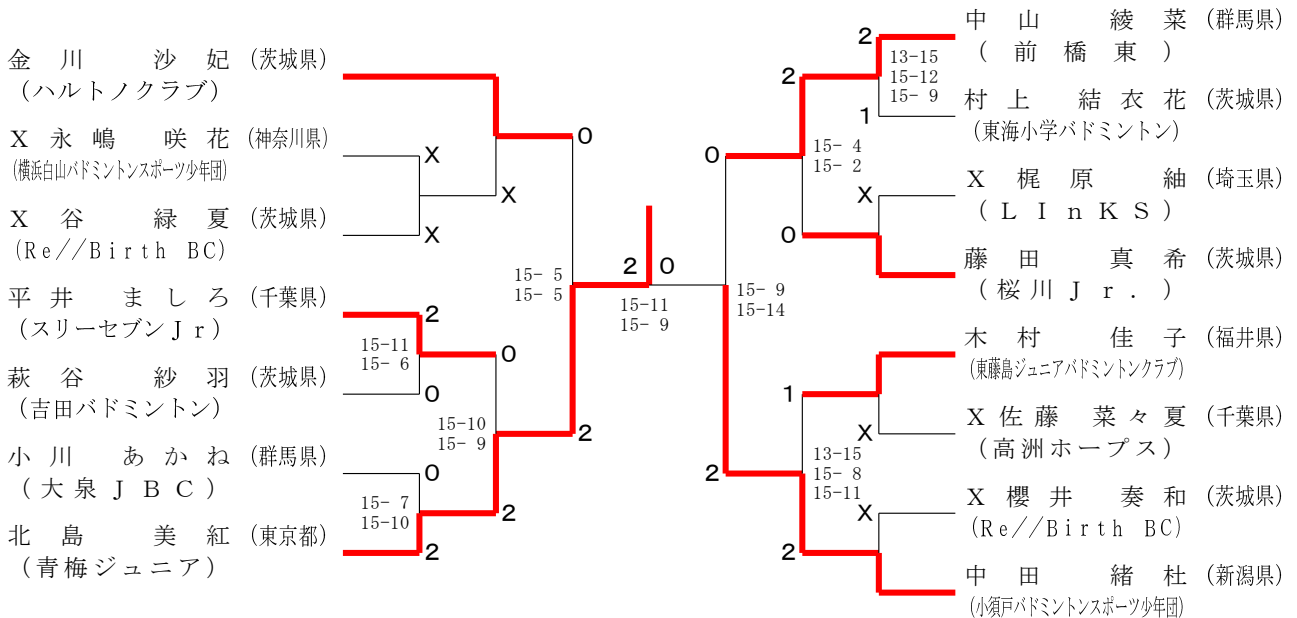 金川 沙妃 (茨城県)
(ハルトノクラブ)
X 永嶋 咲花 (神奈川県)
(横浜白山バドミントンスポーツ少年団)
X 谷 緑夏 (茨城県)
(Re//Birth BC)
平井 ましろ (千葉県)
(スリーセブンJr)
萩谷 紗羽 (茨城県)
(吉田バドミントン)
小川 あかね (群馬県)
(大泉JBC)
北島 美紅 (東京都)
(青梅ジュニア)
X
X
2
15-11
15- 6
0
0
15- 7
15-10
2
X
0
15-10
15- 9
2
0
15- 5
15- 5
2
2 0
15-11
15- 9
0
15- 9
15-14
2
2
15- 4
15- 2
0
1
13-15
15- 8
15-11
2
2
13-15
15-12
15- 9
1
X
X
X
中山 綾菜 (群馬県)
(前橋東)
村上 結衣花 (茨城県)
(東海小学バドミントン)
X 梶原 紬 (埼玉県)
(LInKS)
藤田 真希 (茨城県)
(桜川Jr.)
木村 佳子 (福井県)
(東藤島ジュニアバドミントンクラブ)
X 佐藤 菜々夏 (千葉県)
(高洲ホープス)
X 櫻井 奏和 (茨城県)
(Re//Birth BC)
中田 緒杜 (新潟県)
(小須戸バドミントンスポーツ少年団)